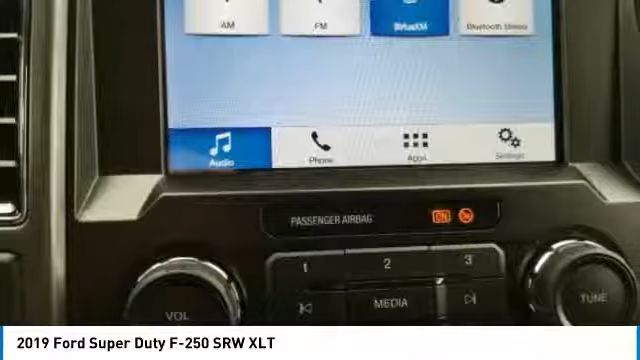 AM FM SiriusXM Bluetooth Stereo
Audio Phone Apps Settings
PASSENGER AIRBAG ON
1 2 3
VOL MEDIA TUNE
2019 Ford Super Duty F-250 SRW XLT